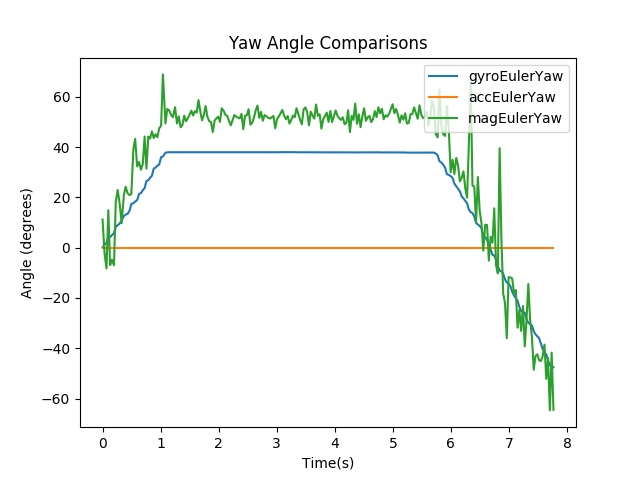 Yaw Angle Comparisons
gyroEulerYaw
accEulerYaw
magEulerYaw
Angle (degrees)
60
40
20
0
−20
−40
−60
0 1 2 3 4 5 6 7 8
Time(s)